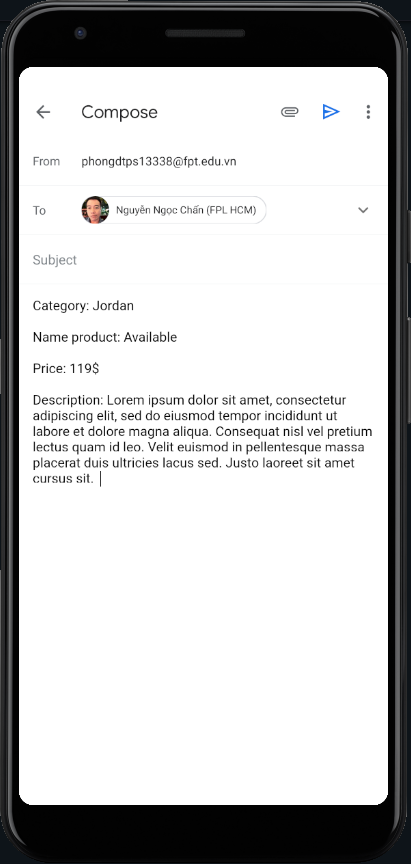 Compose
From phongdtps13338@fpt.edu.vn
To Nguyễn Ngọc Chẩn (FPL HCM)
Subject
Category: Jordan
Name product: Available
Price: 119$
Description: Lorem ipsum dolor sit amet, consectetur
adipiscing elit, sed do eiusmod tempor incididunt ut
labore et dolore magna aliqua. Consequat nisl vel pretium
lectus quam id leo. Velit euismod in pellentesque massa
placerat duis ultricies lacus sed. Justo laoreet sit amet
cursus sit.